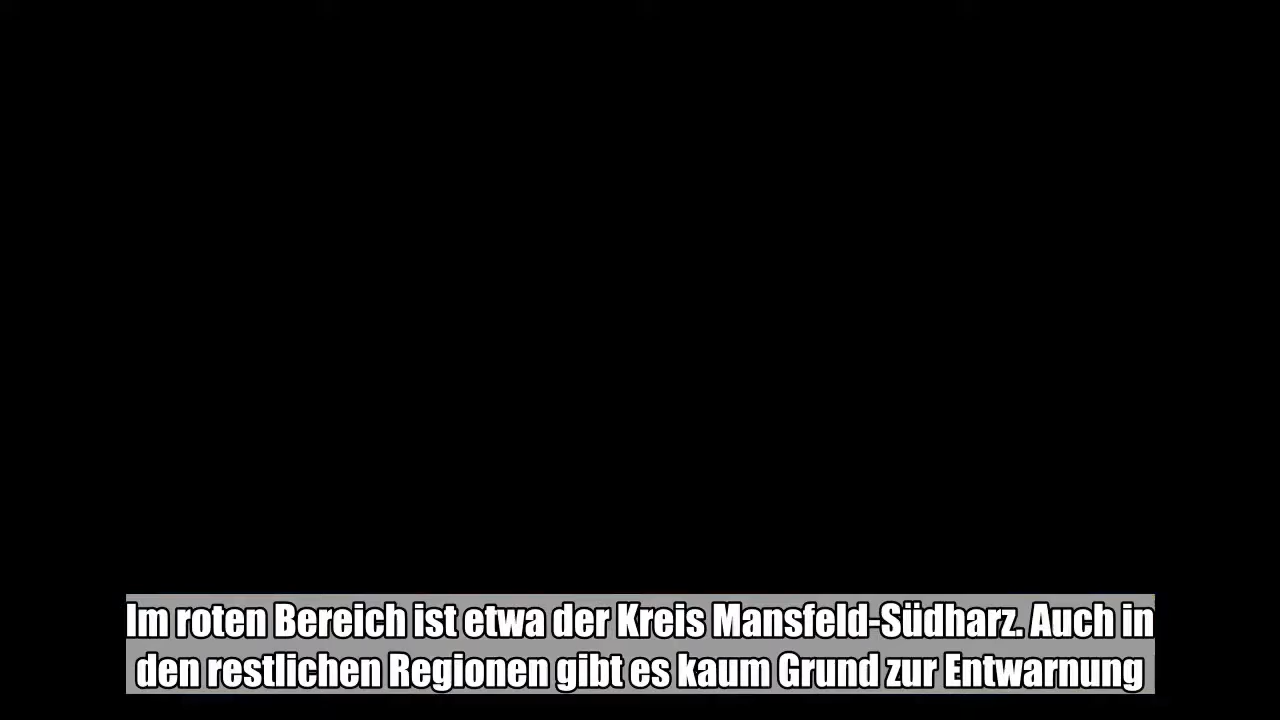 Im roten Bereich ist etwa der Kreis Mansfeld-Südharz. Auch in
den restlichen Regionen gibt es kaum Grund zur Entwarnung